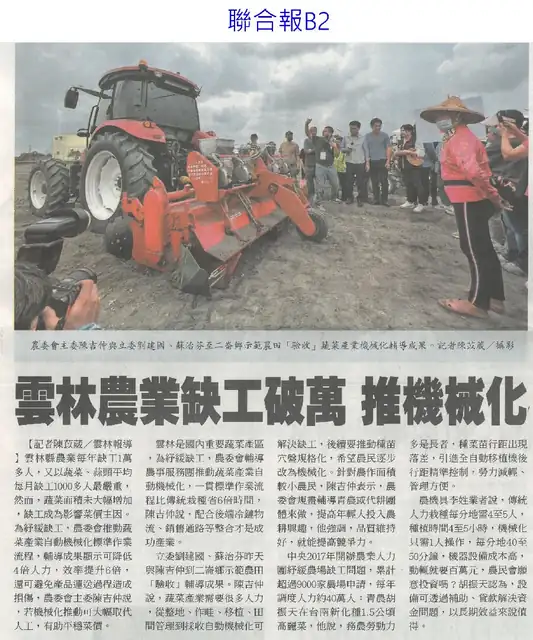 聯合報B2
農委會主委陳吉仲與立委劉建國、蘇治芬至二崙鄉示範農田「驗收」蔬菜產業機械化輔導成果。記者陳苡葳／攝影
雲林農業缺工破萬 推機械化
【記者陳苡葳／雲林報導
】雲林縣農業每年缺工1萬
多人，又以蔬菜、蒜頭平均
每月缺工1000多人最嚴重，
然而，蔬菜面積未大幅增加
，缺工成為影響菜價主因。
為紓緩缺工，農委會推動蔬
菜產業自動機械化標準作業
流程，輔導成果顯示可降低
4倍人力，效率提升6倍，
還可避免產品運送過程造成
損傷，農委會主委陳吉仲說
，若機械化推動可大幅取代
人工，有助平穩菜價。
雲林是國內重要蔬菜產區
，為紓緩缺工，農委會輔導
農事服務團推動蔬菜產業自
動機械化，一貫標準作業流
程比傳統栽種省6倍時間，
陳吉仲說，配合後端冷鏈物
流、銷售通路等整合才是成
功產業。
立委劉建國、蘇治芬昨天
與陳吉仲到二崙鄉示範農田
「驗收」輔導成果。陳吉仲
說，蔬菜產業需要很多人力
，從整地、作畦、移植、田
間管理到採收自動機械化可
解決缺工，後續要推動種苗
穴盤規格化，希望農民逐步
改為機械化。針對農作面積
較小農民，陳吉仲表示，農
委會規畫輔導青農或代耕團
體來做，提高年輕人投入農
耕興趣，他強調，品質維持
好，就能提高競爭力。
中央2017年開辦農業人力
團紓緩農場缺工問題，累計
超過9000家農場申請，每年
調度人力約40萬人；青農胡
振天在台灣新化種1.5公頃
高麗菜，他說，務農勞動力
多是長者，種菜苗行距出現
落差，引進全自動移植機後
行距精準控制，勞力減輕、
管理方便。
農機具李姓業者說，傳統
人力栽種每分地需4至5人，
種植時間4至5小時，機械化
只需1人操作，每分地40至
50分鐘，機器設備成本高，
動輒就要百萬元，農民會願
意投資嗎？胡振天認為，設
備可透過補助、貸款解決資
金問題，以長期效益來說值
得。